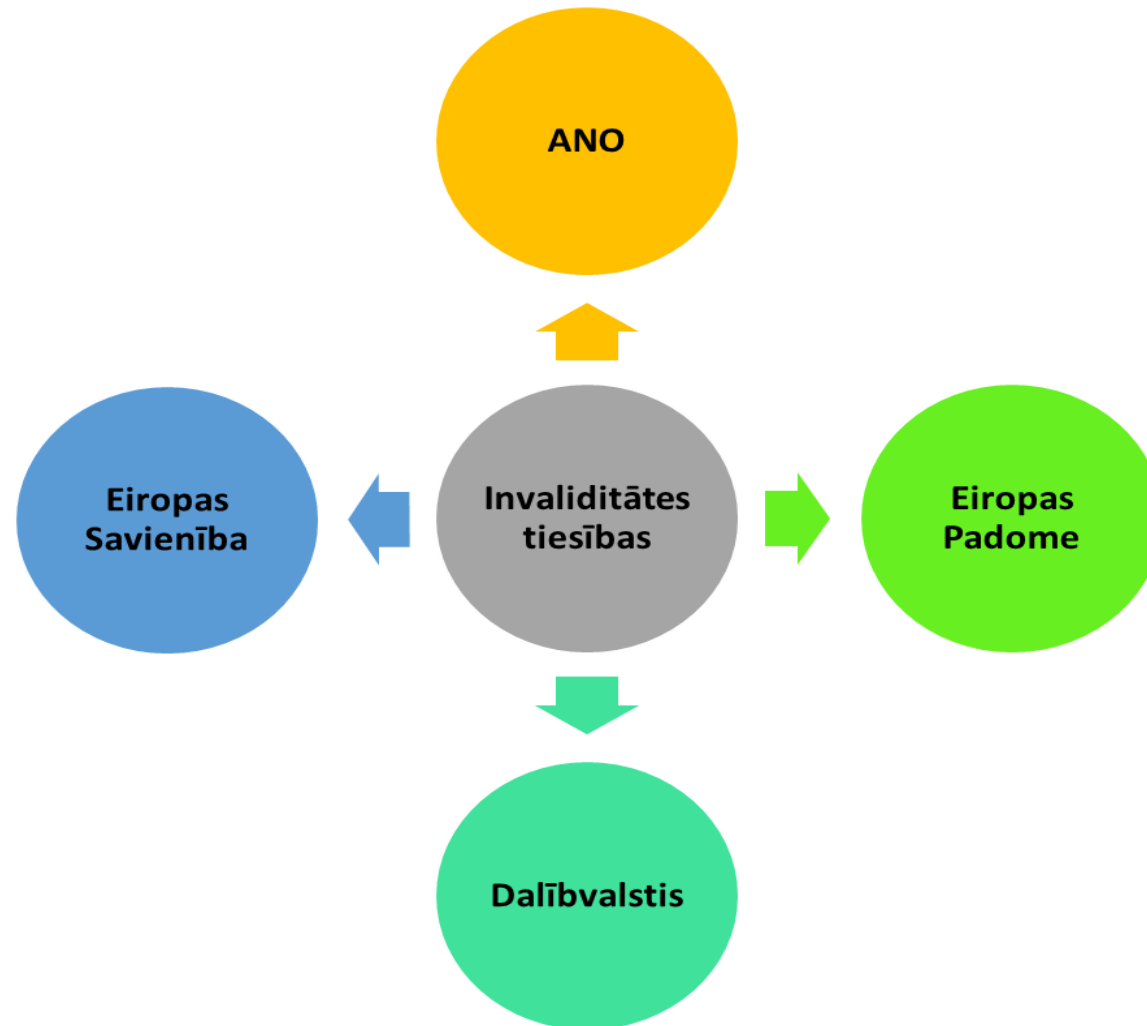 ANO
Eiropas
Savienība
Invaliditātes
tiesības
Eiropas
Padome
Dalībvalstis